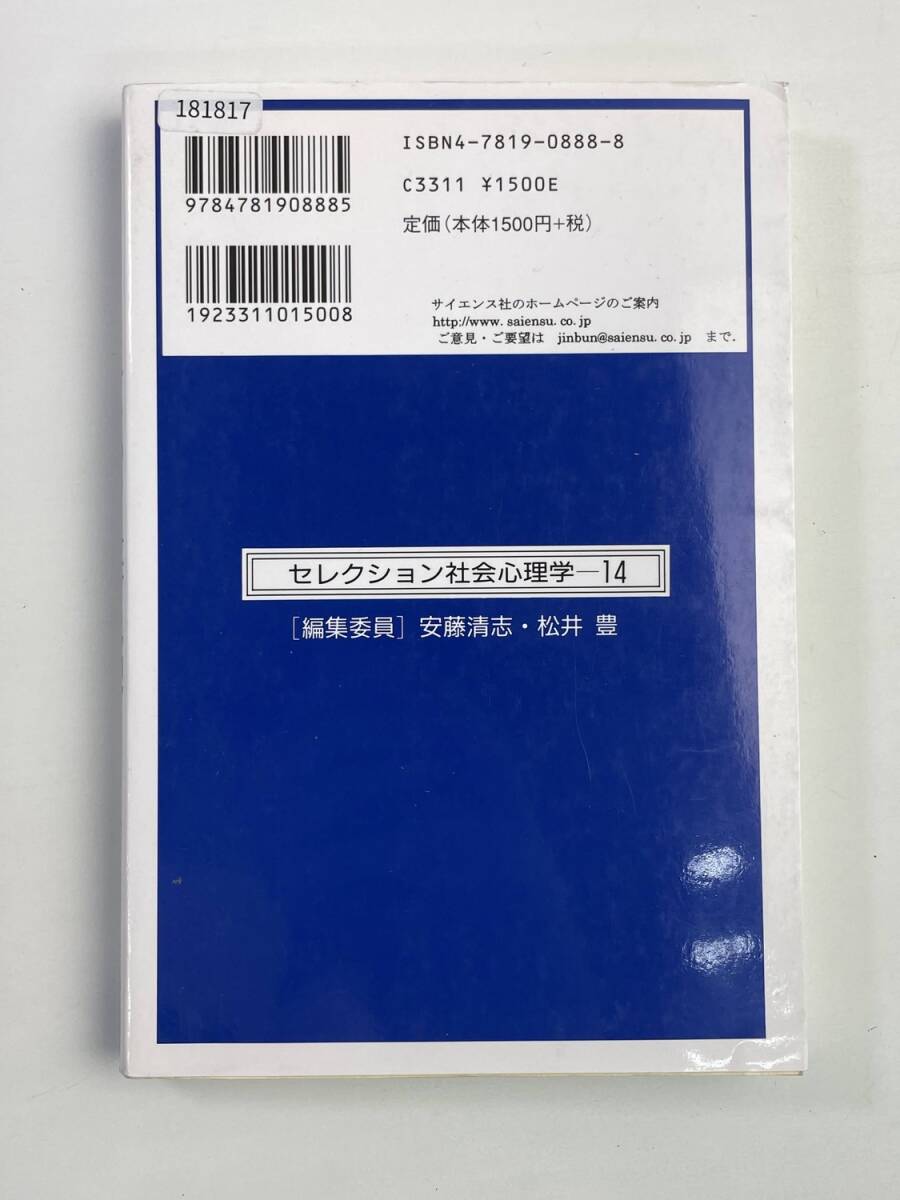 181817
ISBN4-7819-0888-8
C3311 ¥1500E
9784781908885
定価(本体1500円+税)
1923311015008
サイエンス社のホームページのご案内
http://www.saiensu.co.jp
ご意見・ご要望は jinbun@saiensu.co.jp まで.
セレクション社会心理学—14
[編集委員] 安藤清志・松井 豊